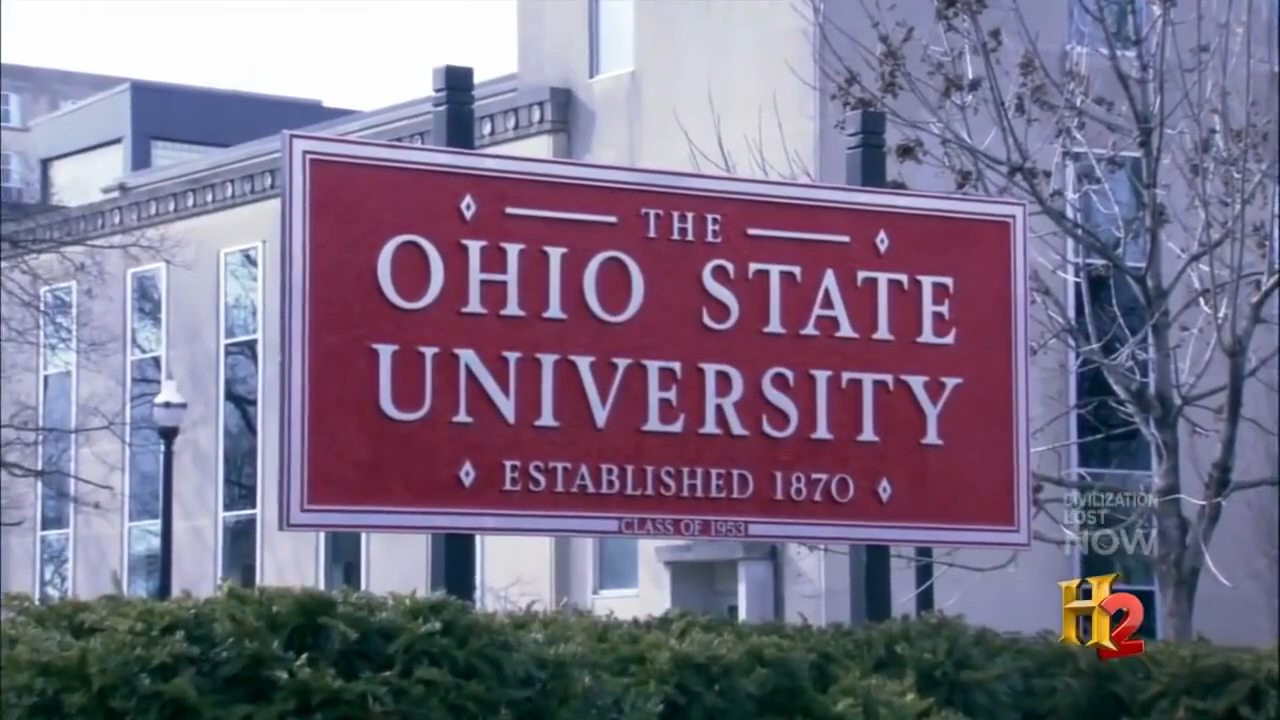 THE
OHIO STATE
UNIVERSITY
ESTABLISHED 1870
CLASS OF 1953
CIVILIZATION
LOST
NOW
H2